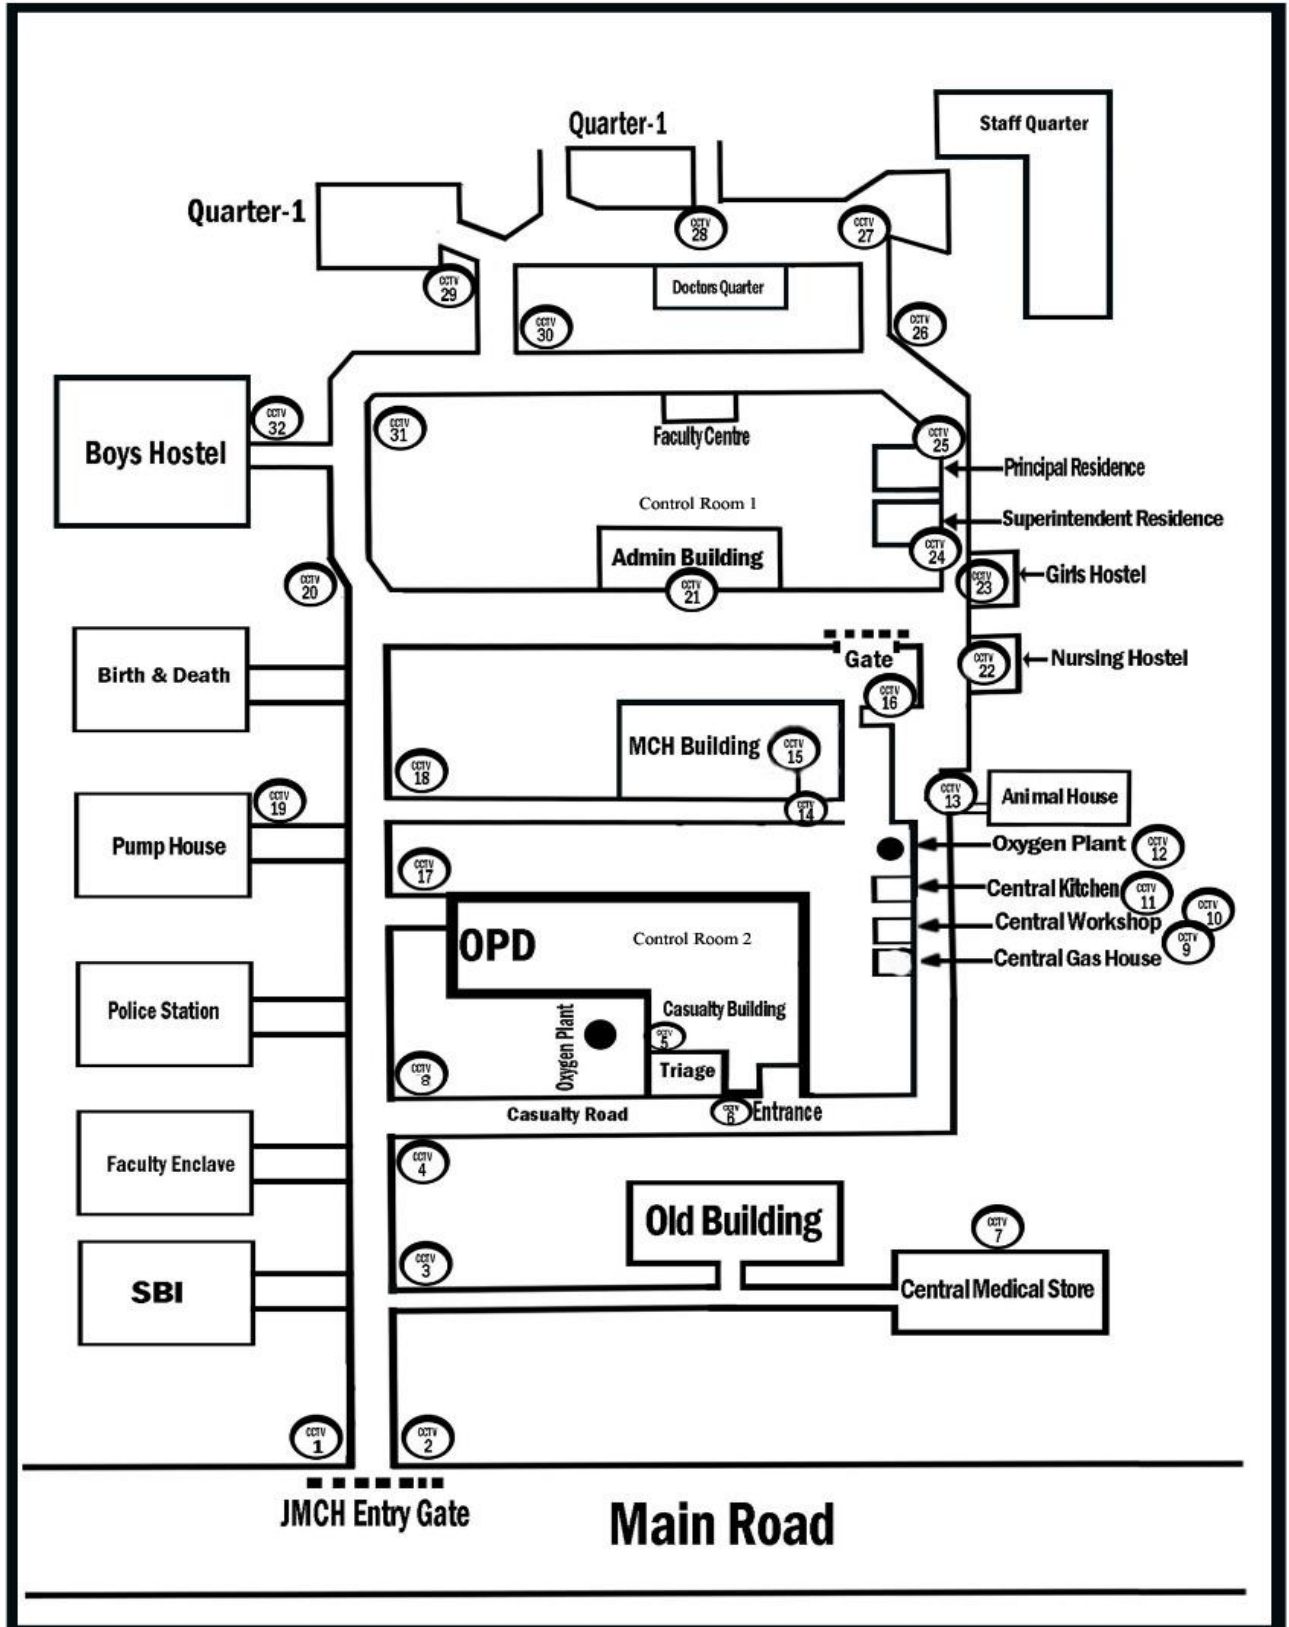 Quarter-1
Staff Quarter
Quarter-1
CCTV
28
CCTV
27
CCTV
29
Doctors Quarter
CCTV
30
CCTV
26
CCTV
32
CCTV
31
Faculty Centre
CCTV
25
Boys Hostel
Principal Residence
Control Room 1
Superintendent Residence
Admin Building
CCTV
24
CCTV
20
CCTV
21
CCTV
23
Girls Hostel
Gate
Nursing Hostel
CCTV
22
Birth & Death
CCTV
16
MCH Building
CCTV
15
CCTV
18
CCTV
19
CCTV
14
CCTV
13
Animal House
Pump House
Oxygen Plant
CCTV
12
CCTV
17
Central Kitchen
CCTV
11
CCTV
10
Central Workshop
OPD
Control Room 2
CCTV
9
Central Gas House
Police Station
Casualty Building
Oxygen Plant
CCTV
5
Triage
CCTV
8
Casualty Road
CCTV
6
Entrance
Faculty Enclave
CCTV
4
Old Building
CCTV
7
CCTV
3
SBI
Central Medical Store
CCTV
1
CCTV
2
JMCH Entry Gate
Main Road